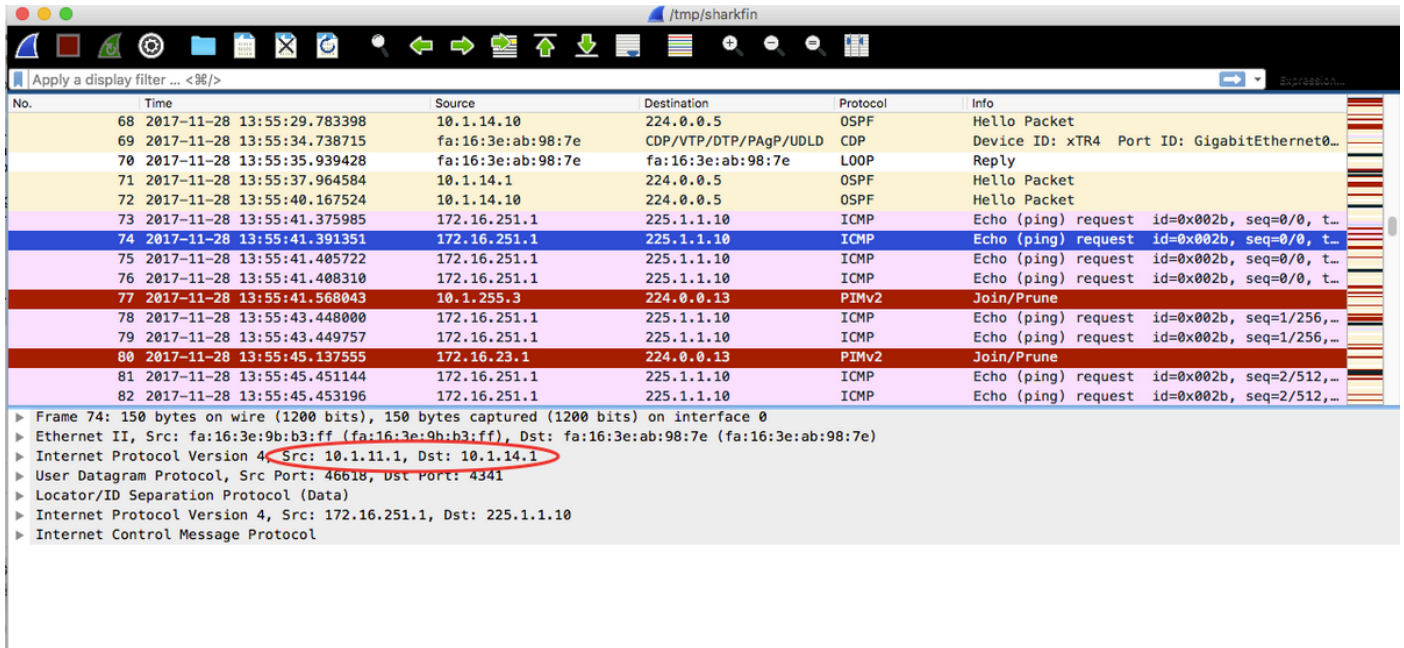 /tmp/sharkfin
Apply a display filter ... <⌘/>
Expression...
No. Time Source Destination Protocol Info
68 2017-11-28 13:55:29.783398 10.1.14.10 224.0.0.5 OSPF Hello Packet
69 2017-11-28 13:55:34.738715 fa:16:3e:ab:98:7e CDP/VTP/DTP/PAgP/UDLD CDP Device ID: xTR4 Port ID: GigabitEthernet0…
70 2017-11-28 13:55:35.939428 fa:16:3e:ab:98:7e fa:16:3e:ab:98:7e LOOP Reply
71 2017-11-28 13:55:37.964584 10.1.14.1 224.0.0.5 OSPF Hello Packet
72 2017-11-28 13:55:40.167524 10.1.14.10 224.0.0.5 OSPF Hello Packet
73 2017-11-28 13:55:41.375985 172.16.251.1 225.1.1.10 ICMP Echo (ping) request id=0x002b, seq=0/0, t…
74 2017-11-28 13:55:41.391351 172.16.251.1 225.1.1.10 ICMP Echo (ping) request id=0x002b, seq=0/0, t…
75 2017-11-28 13:55:41.405722 172.16.251.1 225.1.1.10 ICMP Echo (ping) request id=0x002b, seq=0/0, t…
76 2017-11-28 13:55:41.408310 172.16.251.1 225.1.1.10 ICMP Echo (ping) request id=0x002b, seq=0/0, t…
77 2017-11-28 13:55:41.568043 10.1.255.3 224.0.0.13 PIMv2 Join/Prune
78 2017-11-28 13:55:43.448000 172.16.251.1 225.1.1.10 ICMP Echo (ping) request id=0x002b, seq=1/256,…
79 2017-11-28 13:55:43.449757 172.16.251.1 225.1.1.10 ICMP Echo (ping) request id=0x002b, seq=1/256,…
80 2017-11-28 13:55:45.137555 172.16.23.1 224.0.0.13 PIMv2 Join/Prune
81 2017-11-28 13:55:45.451144 172.16.251.1 225.1.1.10 ICMP Echo (ping) request id=0x002b, seq=2/512,…
82 2017-11-28 13:55:45.453196 172.16.251.1 225.1.1.10 ICMP Echo (ping) request id=0x002b, seq=2/512,…
Frame 74: 150 bytes on wire (1200 bits), 150 bytes captured (1200 bits) on interface 0
Ethernet II, Src: fa:16:3e:9b:b3:ff (fa:16:3e:9b:b3:ff), Dst: fa:16:3e:ab:98:7e (fa:16:3e:ab:98:7e)
Internet Protocol Version 4, Src: 10.1.11.1, Dst: 10.1.14.1
User Datagram Protocol, Src Port: 46618, Dst Port: 4341
Locator/ID Separation Protocol (Data)
Internet Protocol Version 4, Src: 172.16.251.1, Dst: 225.1.1.10
Internet Control Message Protocol